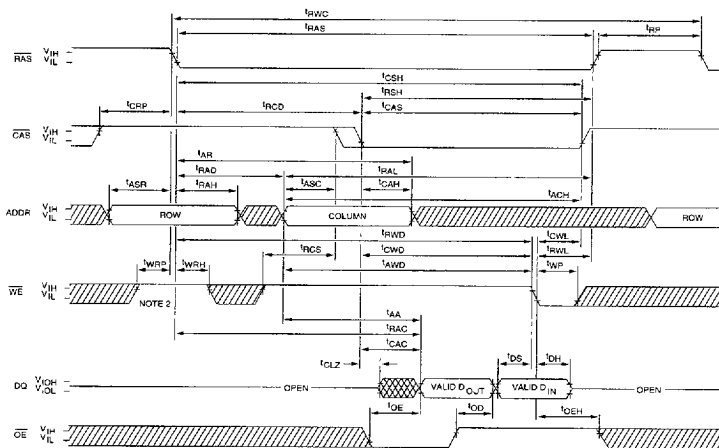 tRWC
tRAS
tRP
RAS VIH
VIL
tCSH
tRSH
tCRP
tRCD
tCAS
CAS VIH
VIL
tAR
tRAD
tRAL
tASR
tRAH
tASC
tCAH
tACH
ADDR VIH
VIL
ROW
COLUMN
ROW
tRWD
tCWL
tRCS
tCWD
tRWL
tWRP
tWRH
tAWD
tWP
WE VIH
VIL
NOTE 2
tAA
tRAC
tCAC
tCLZ
tDS
tDH
DQ VIOH
VIOL
OPEN
VALID DOUT
VALID DIN
OPEN
tOE
tOD
tOEH
OE VIH
VIL